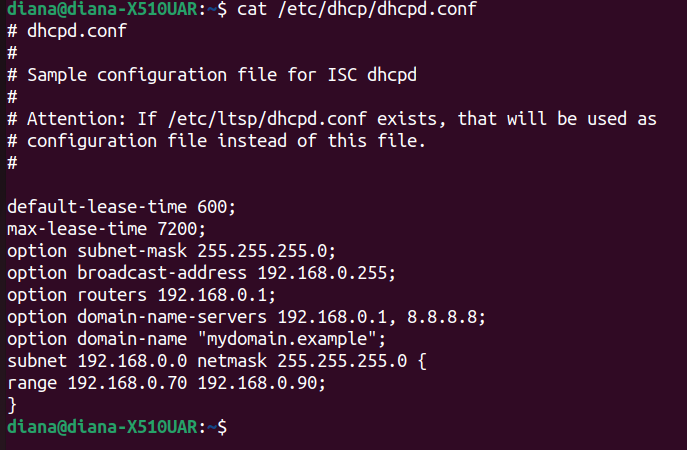 diana@diana-X510UAR:~$ cat /etc/dhcp/dhcpd.conf
# dhcpd.conf
#
# Sample configuration file for ISC dhcpd
#
# Attention: If /etc/ltsp/dhcpd.conf exists, that will be used as
# configuration file instead of this file.
#
default-lease-time 600;
max-lease-time 7200;
option subnet-mask 255.255.255.0;
option broadcast-address 192.168.0.255;
option routers 192.168.0.1;
option domain-name-servers 192.168.0.1, 8.8.8.8;
option domain-name "mydomain.example";
subnet 192.168.0.0 netmask 255.255.255.0 {
range 192.168.0.70 192.168.0.90;
}
diana@diana-X510UAR:~$